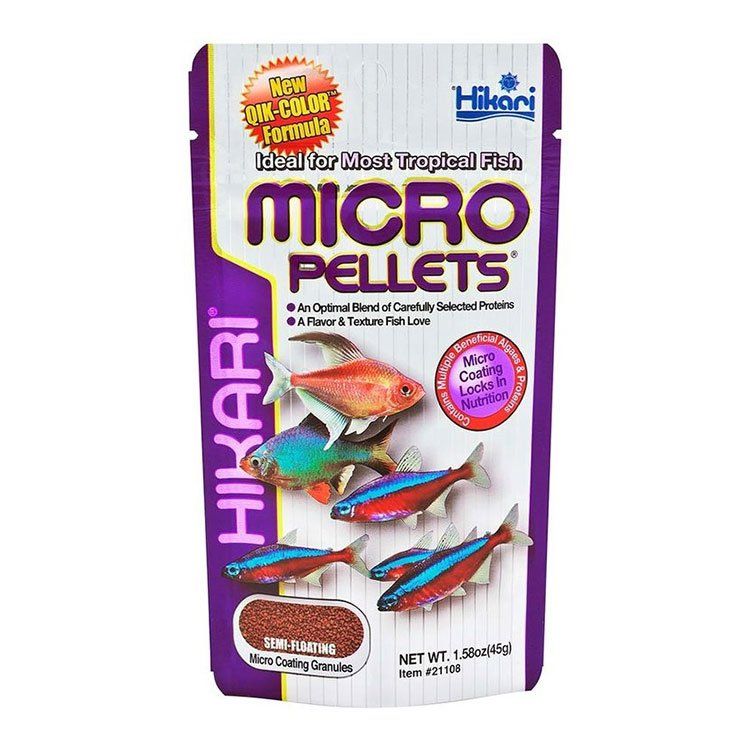 New
QIK-COLOR™
Formula
Hikari
Ideal for Most Tropical Fish
MICRO
PELLETS®
An Optimal Blend of Carefully Selected Proteins
A Flavor & Texture Fish Love
HIKARI®
Contains Multiple Beneficial Algaes & Proteins
Micro
Coating
Locks In
Nutrition
SEMI-FLOATING
Micro Coating Granules
NET WT. 1.58oz(45g)
Item #21108